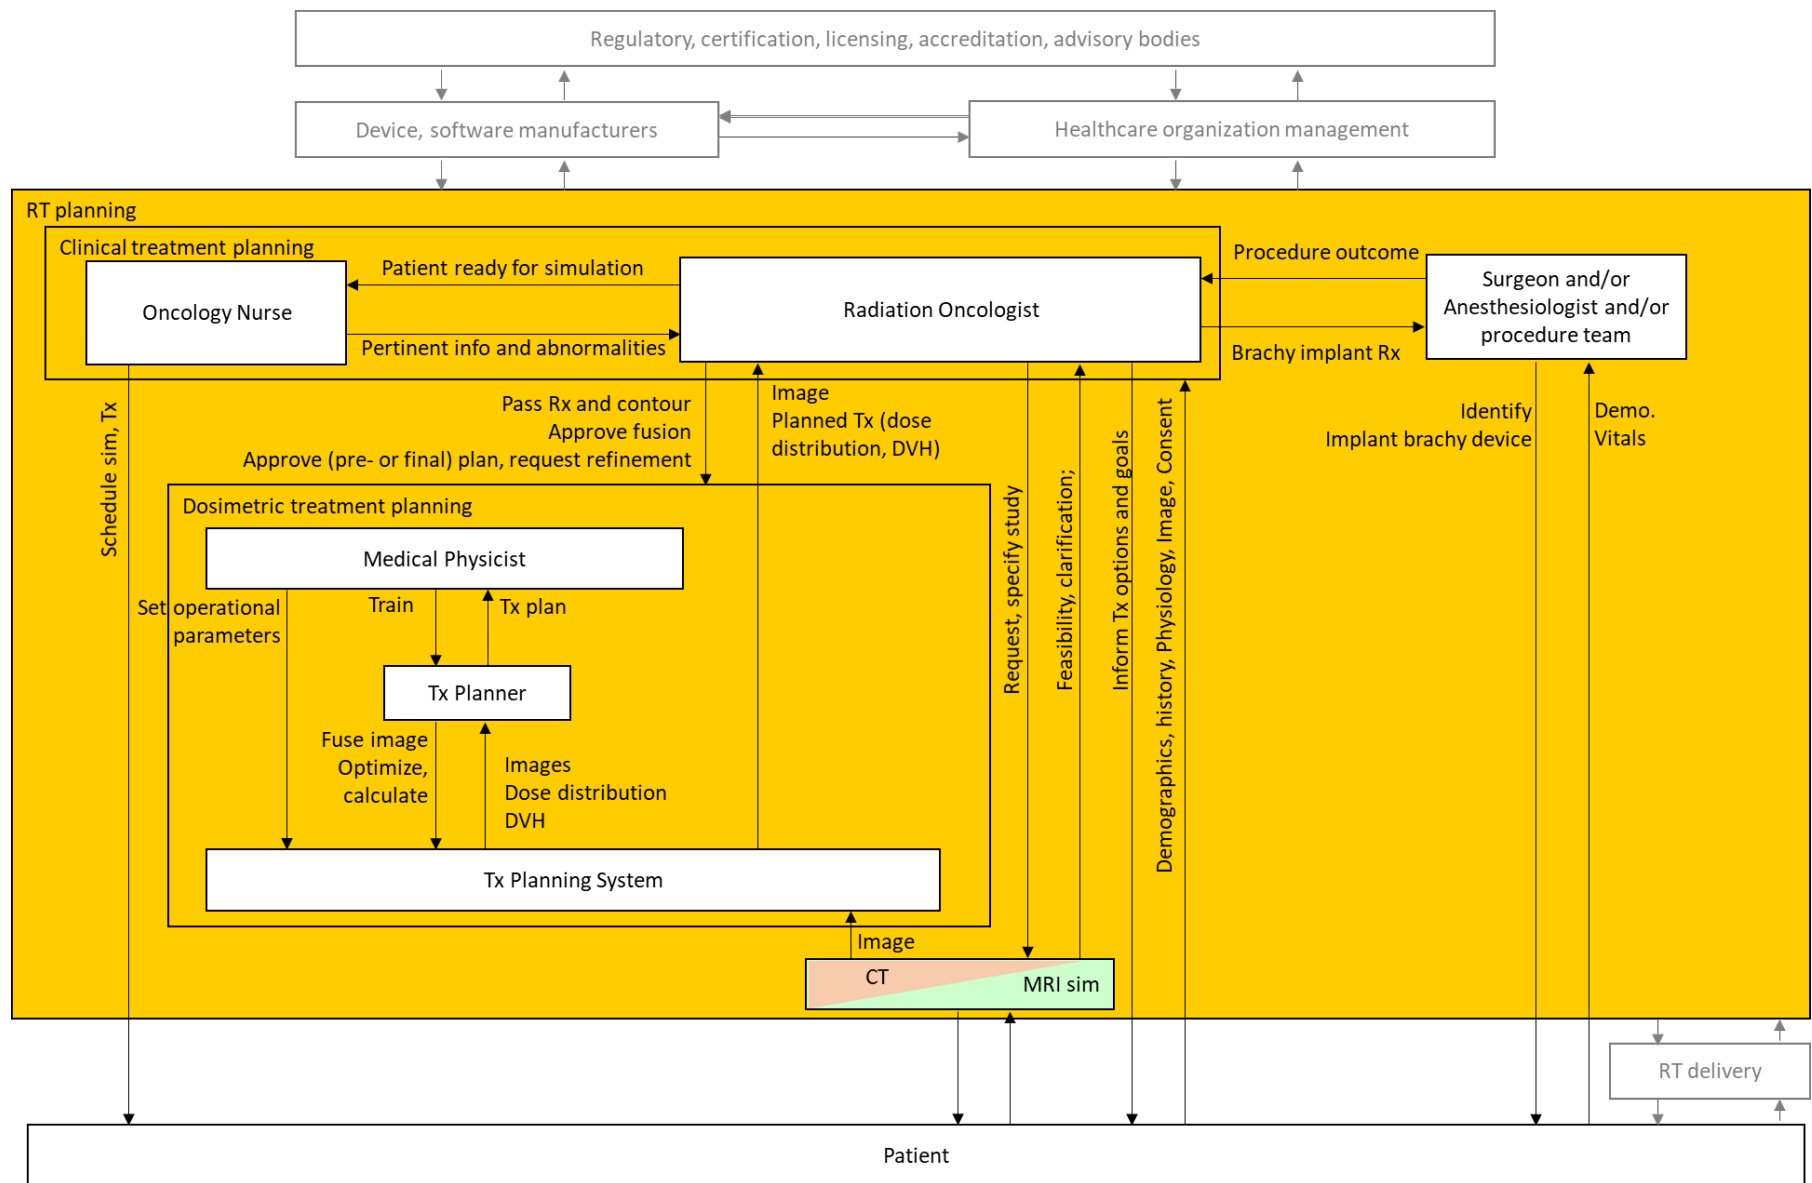 Regulatory, certification, licensing, accreditation, advisory bodies
Device, software manufacturers
Healthcare organization management
RT planning
Clinical treatment planning
Oncology Nurse
Patient ready for simulation
Pertinent info and abnormalities
Radiation Oncologist
Procedure outcome
Brachy implant Rx
Surgeon and/or
Anesthesiologist and/or
procedure team
Schedule sim, Tx
Pass Rx and contour
Approve fusion
Approve (pre- or final) plan, request refinement
Image
Planned Tx (dose
distribution, DVH)
Request, specify study
Feasibility, clarification;
Inform Tx options and goals
Demographics, history, Physiology, Image, Consent
Identify
Implant brachy device
Demo.
Vitals
Dosimetric treatment planning
Medical Physicist
Set operational
parameters
Train
Tx plan
Tx Planner
Fuse image
Optimize,
calculate
Images
Dose distribution
DVH
Tx Planning System
Image
CT
MRI sim
RT delivery
Patient